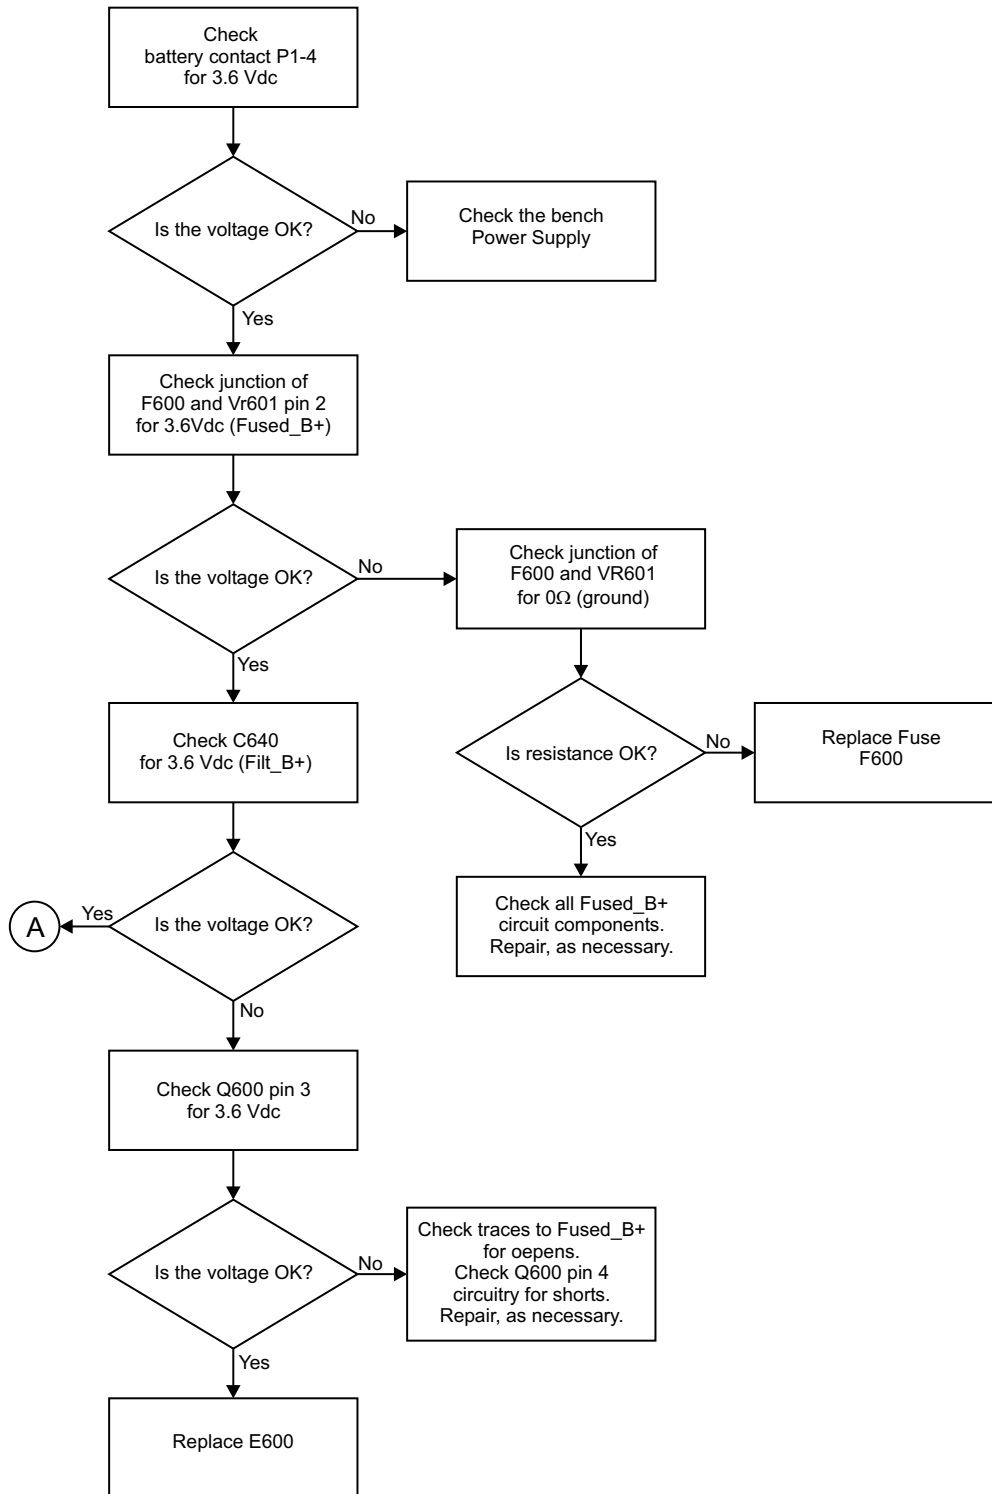 Check
battery contact P1-4
for 3.6 Vdc
Is the voltage OK?
No
Check the bench
Power Supply
Yes
Check junction of
F600 and Vr601 pin 2
for 3.6Vdc (Fused_B+)
Is the voltage OK?
No
Check junction of
F600 and VR601
for 0Ω (ground)
Yes
Check C640
for 3.6 Vdc (Filt_B+)
Is resistance OK?
No
Replace Fuse
F600
Yes
Check all Fused_B+
circuit components.
Repair, as necessary.
A
Yes
Is the voltage OK?
No
Check Q600 pin 3
for 3.6 Vdc
Is the voltage OK?
No
Check traces to Fused_B+
for oepens.
Check Q600 pin 4
circuitry for shorts.
Repair, as necessary.
Yes
Replace E600